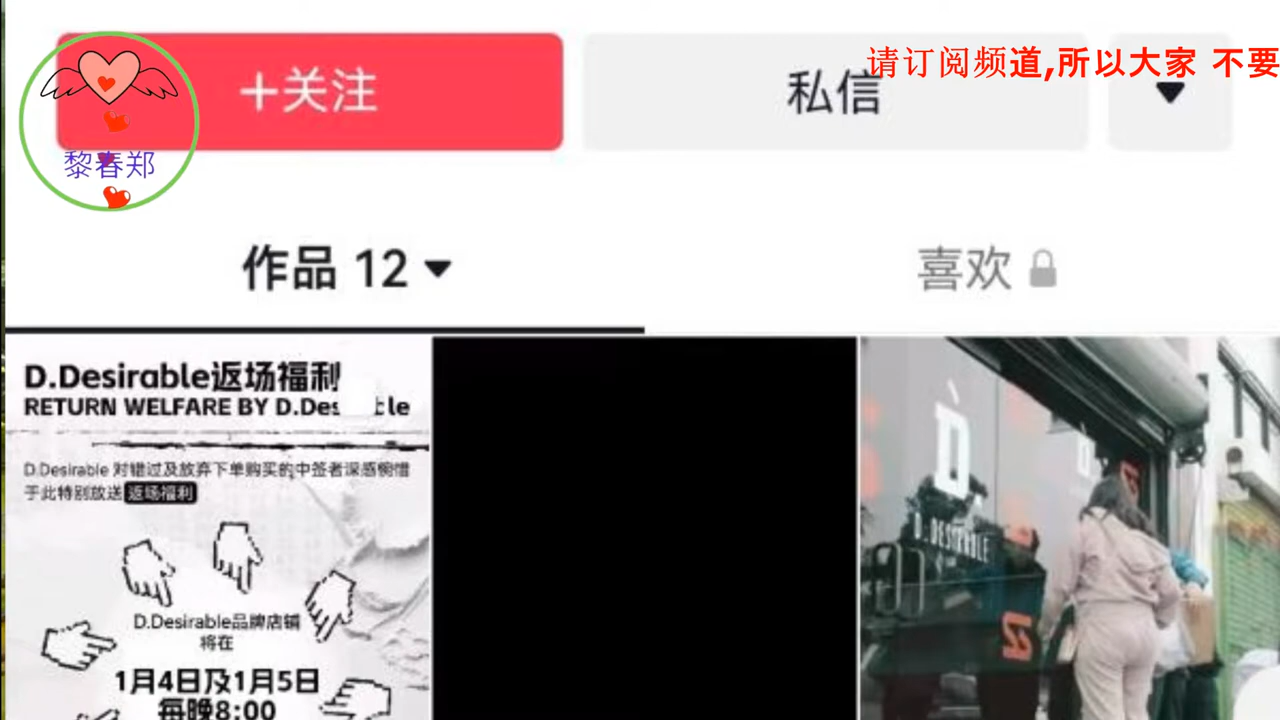 +关注
私信
请订阅频道,所以大家 不要
黎春郑
作品 12
喜欢
D.Desirable返场福利
RETURN WELFARE BY D.Des ble
D.Desirable 对错过及放弃下单购买的中签者深感惋惜
于此特别放送 返场福利
D.Desirable品牌店铺
将在
1月4日及1月5日
每晚8:00
D.
D.DESIRABLE